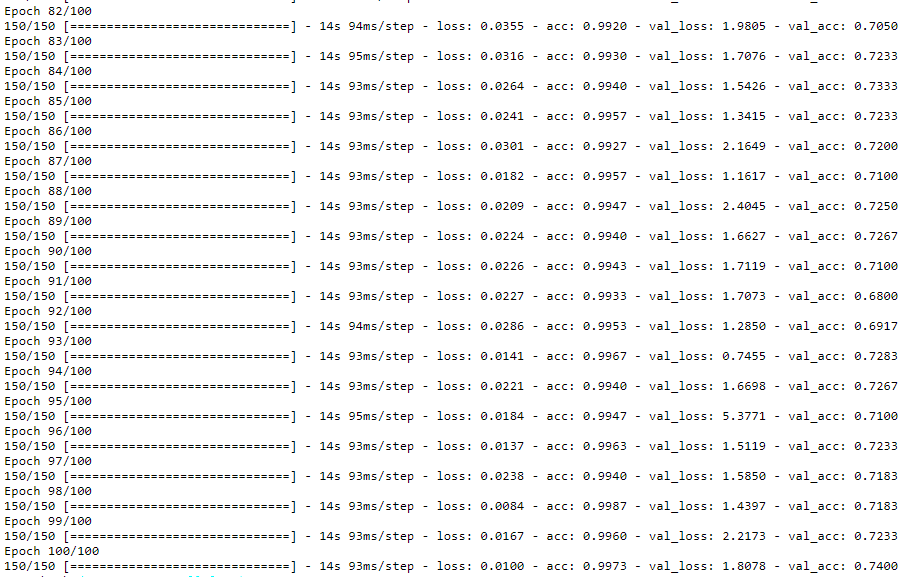 Epoch 82/100
150/150 [==============================] - 14s 94ms/step - loss: 0.0355 - acc: 0.9920 - val_loss: 1.9805 - val_acc: 0.7050
Epoch 83/100
150/150 [==============================] - 14s 95ms/step - loss: 0.0316 - acc: 0.9930 - val_loss: 1.7076 - val_acc: 0.7233
Epoch 84/100
150/150 [==============================] - 14s 93ms/step - loss: 0.0264 - acc: 0.9940 - val_loss: 1.5426 - val_acc: 0.7333
Epoch 85/100
150/150 [==============================] - 14s 93ms/step - loss: 0.0241 - acc: 0.9957 - val_loss: 1.3415 - val_acc: 0.7233
Epoch 86/100
150/150 [==============================] - 14s 93ms/step - loss: 0.0301 - acc: 0.9927 - val_loss: 2.1649 - val_acc: 0.7200
Epoch 87/100
150/150 [==============================] - 14s 93ms/step - loss: 0.0182 - acc: 0.9957 - val_loss: 1.1617 - val_acc: 0.7100
Epoch 88/100
150/150 [==============================] - 14s 93ms/step - loss: 0.0209 - acc: 0.9947 - val_loss: 2.4045 - val_acc: 0.7250
Epoch 89/100
150/150 [==============================] - 14s 93ms/step - loss: 0.0224 - acc: 0.9940 - val_loss: 1.6627 - val_acc: 0.7267
Epoch 90/100
150/150 [==============================] - 14s 93ms/step - loss: 0.0226 - acc: 0.9943 - val_loss: 1.7119 - val_acc: 0.7100
Epoch 91/100
150/150 [==============================] - 14s 93ms/step - loss: 0.0227 - acc: 0.9933 - val_loss: 1.7073 - val_acc: 0.6800
Epoch 92/100
150/150 [==============================] - 14s 94ms/step - loss: 0.0286 - acc: 0.9953 - val_loss: 1.2850 - val_acc: 0.6917
Epoch 93/100
150/150 [==============================] - 14s 93ms/step - loss: 0.0141 - acc: 0.9967 - val_loss: 0.7455 - val_acc: 0.7283
Epoch 94/100
150/150 [==============================] - 14s 93ms/step - loss: 0.0221 - acc: 0.9940 - val_loss: 1.6698 - val_acc: 0.7267
Epoch 95/100
150/150 [==============================] - 14s 95ms/step - loss: 0.0184 - acc: 0.9947 - val_loss: 5.3771 - val_acc: 0.7100
Epoch 96/100
150/150 [==============================] - 14s 93ms/step - loss: 0.0137 - acc: 0.9963 - val_loss: 1.5119 - val_acc: 0.7233
Epoch 97/100
150/150 [==============================] - 14s 93ms/step - loss: 0.0238 - acc: 0.9940 - val_loss: 1.5850 - val_acc: 0.7183
Epoch 98/100
150/150 [==============================] - 14s 93ms/step - loss: 0.0084 - acc: 0.9987 - val_loss: 1.4397 - val_acc: 0.7183
Epoch 99/100
150/150 [==============================] - 14s 93ms/step - loss: 0.0167 - acc: 0.9960 - val_loss: 2.2173 - val_acc: 0.7233
Epoch 100/100
150/150 [==============================] - 14s 93ms/step - loss: 0.0100 - acc: 0.9973 - val_loss: 1.8078 - val_acc: 0.7400